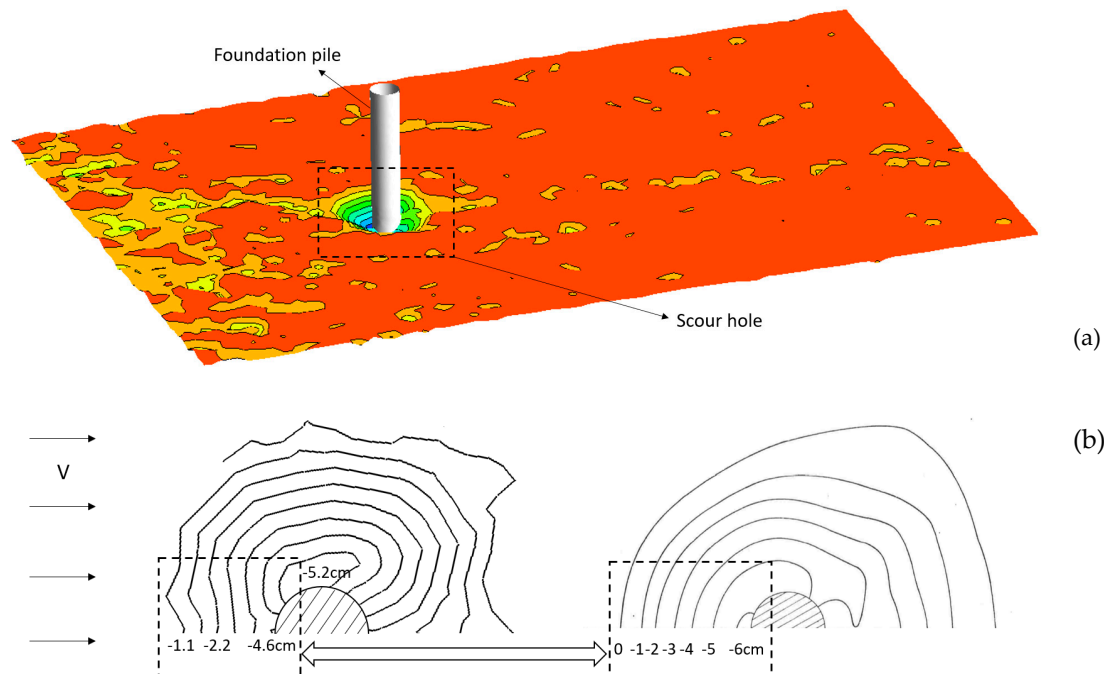 Foundation pile
Scour hole
(a)
(b)
V
-5.2cm
-1.1 -2.2 -4.6cm
0 -1 -2 -3 -4 -5 -6cm